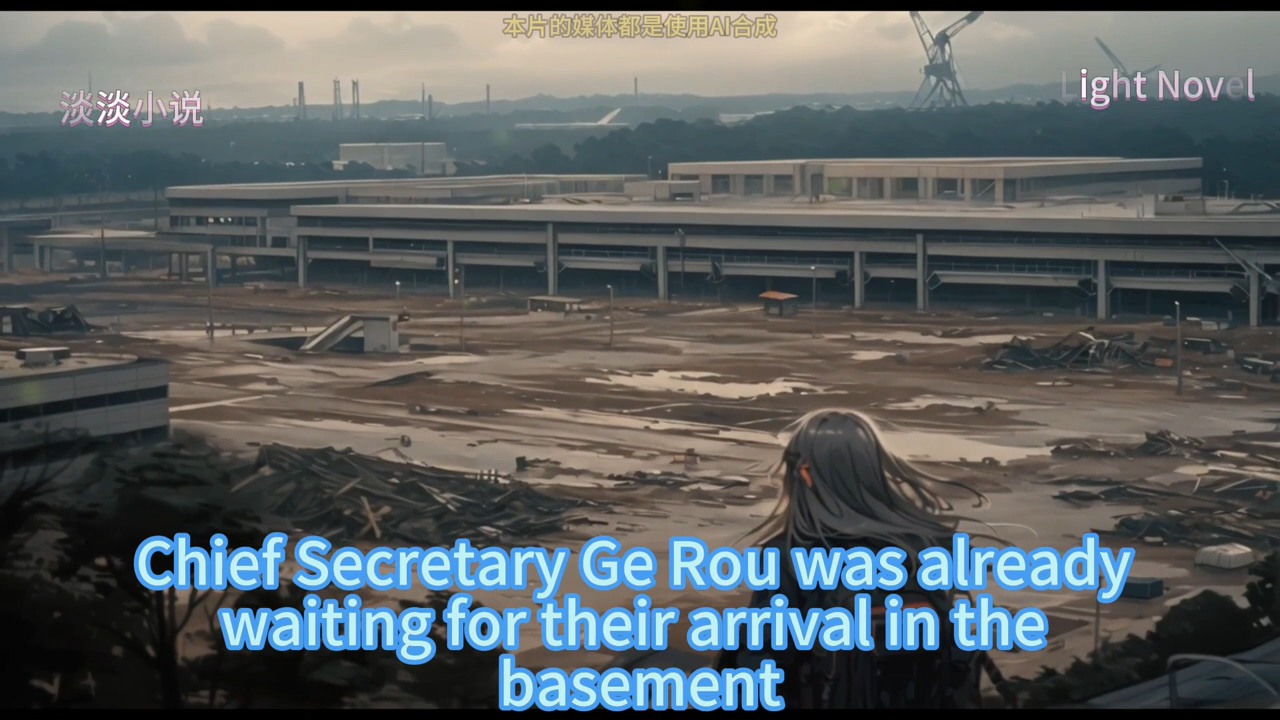 本片的媒体都是使用AI合成
淡淡小说
Light Novel
Chief Secretary Ge Rou was already
waiting for their arrival in the
basement